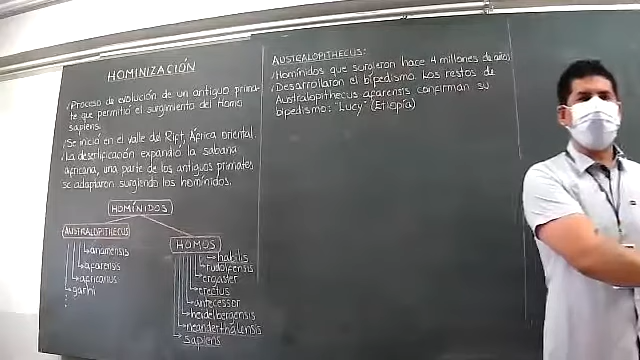 HOMINIZACIÓN
✓Proceso de evolución de un antiguo prima-
te que permitió el surgimiento del Homo
sapiens.
✓Se inició en el valle del Rift, África oriental.
✓La desertificación expandió la sabana
africana, una parte de los antiguos primates
se adaptaron surgiendo los homínidos.
HOMÍNIDOS
AUSTRALOPITHECUS
anamensis
afarensis
africanus
garhi
HOMOS
habilis
rudolfensis
ergaster
erectus
antecessor
heidelbergensis
neanderthalensis
sapiens
AUSTRALOPITHECUS:
✓Homínidos que surgieron hace 4 millones de años
✓Desarrollaron el bipedismo. Los restos de
Australopithecus afarensis confirman su
bipedismo: "Lucy" (Etiopía)